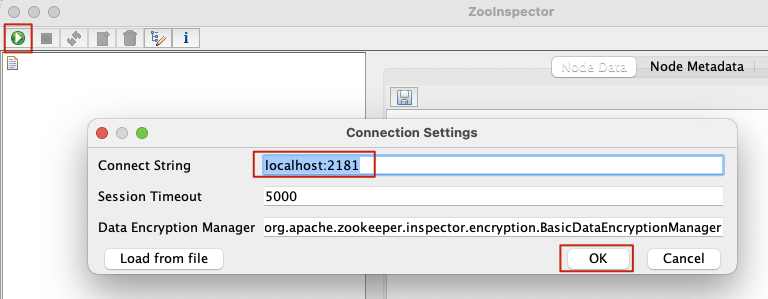 ZooInspector
Node Data
Node Metadata
Connection Settings
Connect String
localhost:2181
Session Timeout
5000
Data Encryption Manager
org.apache.zookeeper.inspector.encryption.BasicDataEncryptionManager
Load from file
OK
Cancel